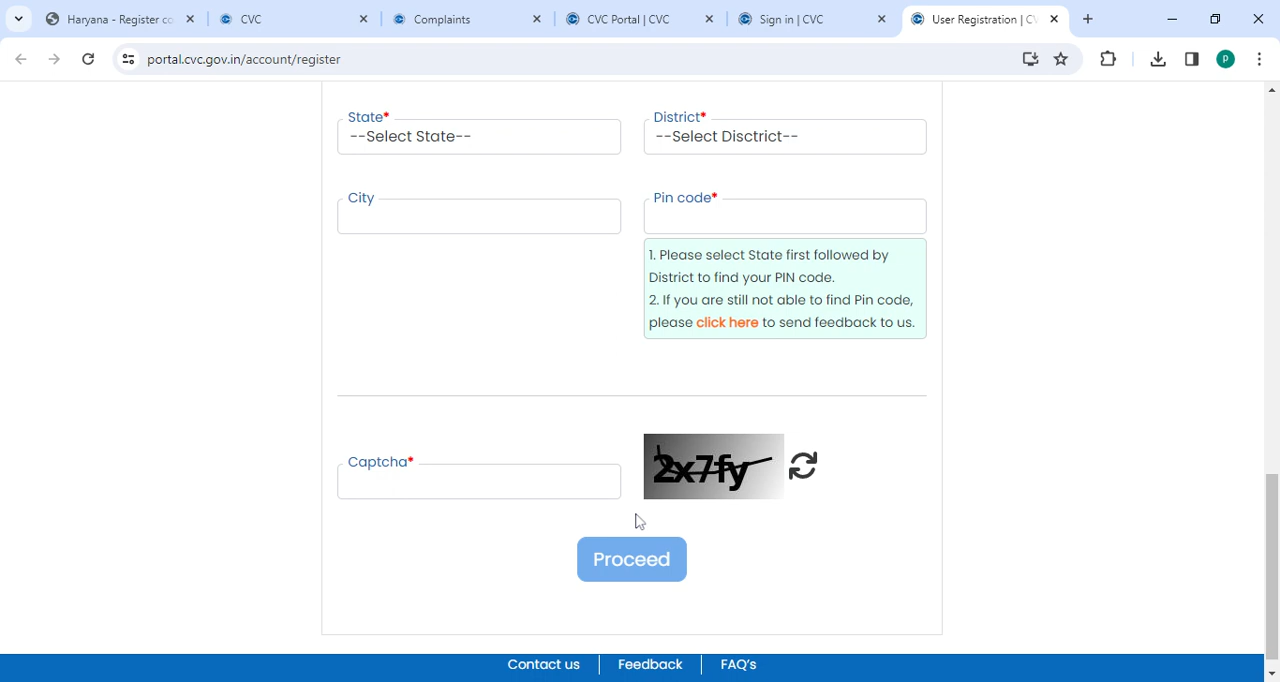 Haryana - Register co
CVC
Complaints
CVC Portal | CVC
Sign in | CVC
User Registration | CV
portal.cvc.gov.in/account/register
P
State*
--Select State--
District*
--Select Disctrict--
City
Pin code*
1. Please select State first followed by
District to find your PIN code.
2. If you are still not able to find Pin code,
please click here to send feedback to us.
Captcha*
2x7fy
Proceed
Contact us
Feedback
FAQ's